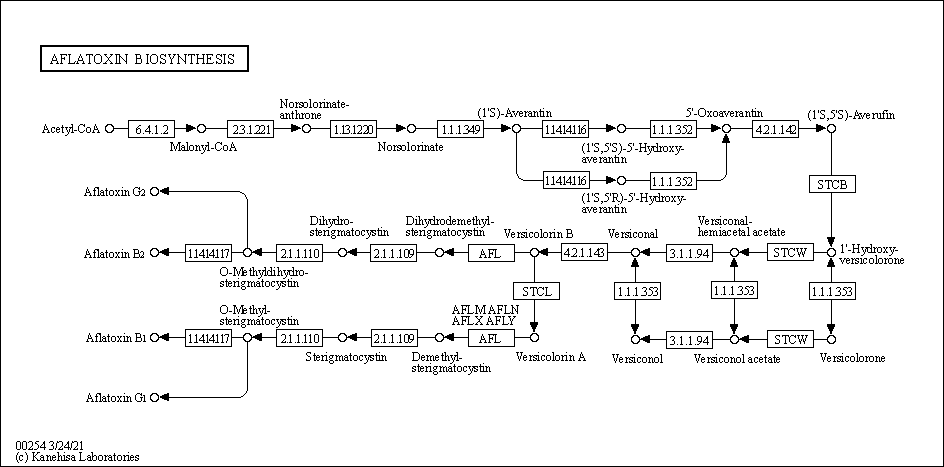 AFLATOXIN BIOSYNTHESIS
Acetyl-CoA
6.4.1.2
Malonyl-CoA
2.3.1.221
Norsolorinate-
anthrone
1.13.12.20
Norsolorinate
1.1.1.349
(1'S)-Averantin
1.14.14.116
(1'S,5'S)-5'-Hydroxy-
averantin
1.1.1.352
5'-Oxoaverantin
4.2.1.142
(1'S,5'S)-Averufin
1.14.14.116
(1'S,5'R)-5'-Hydroxy-
averantin
1.1.1.352
STCB
Aflatoxin G2
Aflatoxin B2
1.14.14.117
O-Methyldihydro-
sterigmatocystin
2.1.1.110
Dihydro-
sterigmatocystin
2.1.1.109
Dihydrodemethyl-
sterigmatocystin
AFL
Versicolorin B
4.2.1.143
Versiconal
3.1.1.94
Versiconal-
hemiacetal acetate
STCW
1'-Hydroxy-
versicolorone
STCL
1.1.1.353
1.1.1.353
1.1.1.353
AFLM AFLN
AFLX AFLY
Aflatoxin B1
1.14.14.117
O-Methyl-
sterigmatocystin
2.1.1.110
Sterigmatocystin
2.1.1.109
Demethyl-
sterigmatocystin
AFL
Versicolorin A
Versiconol
3.1.1.94
Versiconol acetate
STCW
Versicolorone
Aflatoxin G1
00254 3/24/21
(c) Kanehisa Laboratories